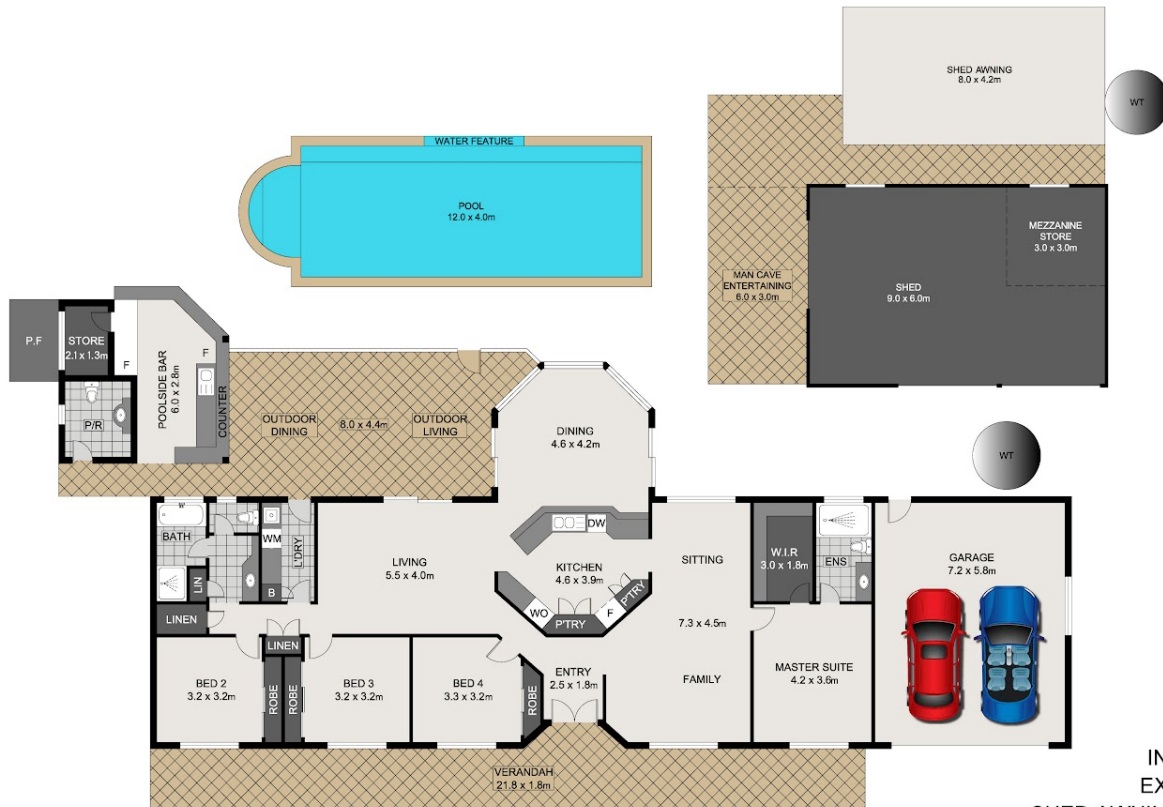 SHED AWNING
8.0 x 4.2m
WT
WATER FEATURE
POOL
12.0 x 4.0m
MEZZANINE
STORE
3.0 x 3.0m
MAN CAVE
ENTERTAINING
6.0 x 3.0m
SHED
9.0 x 6.0m
P.F
STORE
2.1 x 1.3m
F
F
POOLSIDE BAR
6.0 x 2.8m
COUNTER
P/R
OUTDOOR
DINING
8.0 x 4.4m
OUTDOOR
LIVING
DINING
4.6 x 4.2m
WT
BATH
LIN
LINEN
WM
L'DRY
B
LIVING
5.5 x 4.0m
DW
KITCHEN
4.6 x 3.9m
WO
P'TRY
F
P'TRY
SITTING
7.3 x 4.5m
FAMILY
W.I.R
3.0 x 1.8m
ENS
GARAGE
7.2 x 5.8m
LINEN
BED 2
3.2 x 3.2m
ROBE
ROBE
BED 3
3.2 x 3.2m
BED 4
3.3 x 3.2m
ROBE
ENTRY
2.5 x 1.8m
MASTER SUITE
4.2 x 3.6m
VERANDAH
21.8 x 1.8m
IN
EX